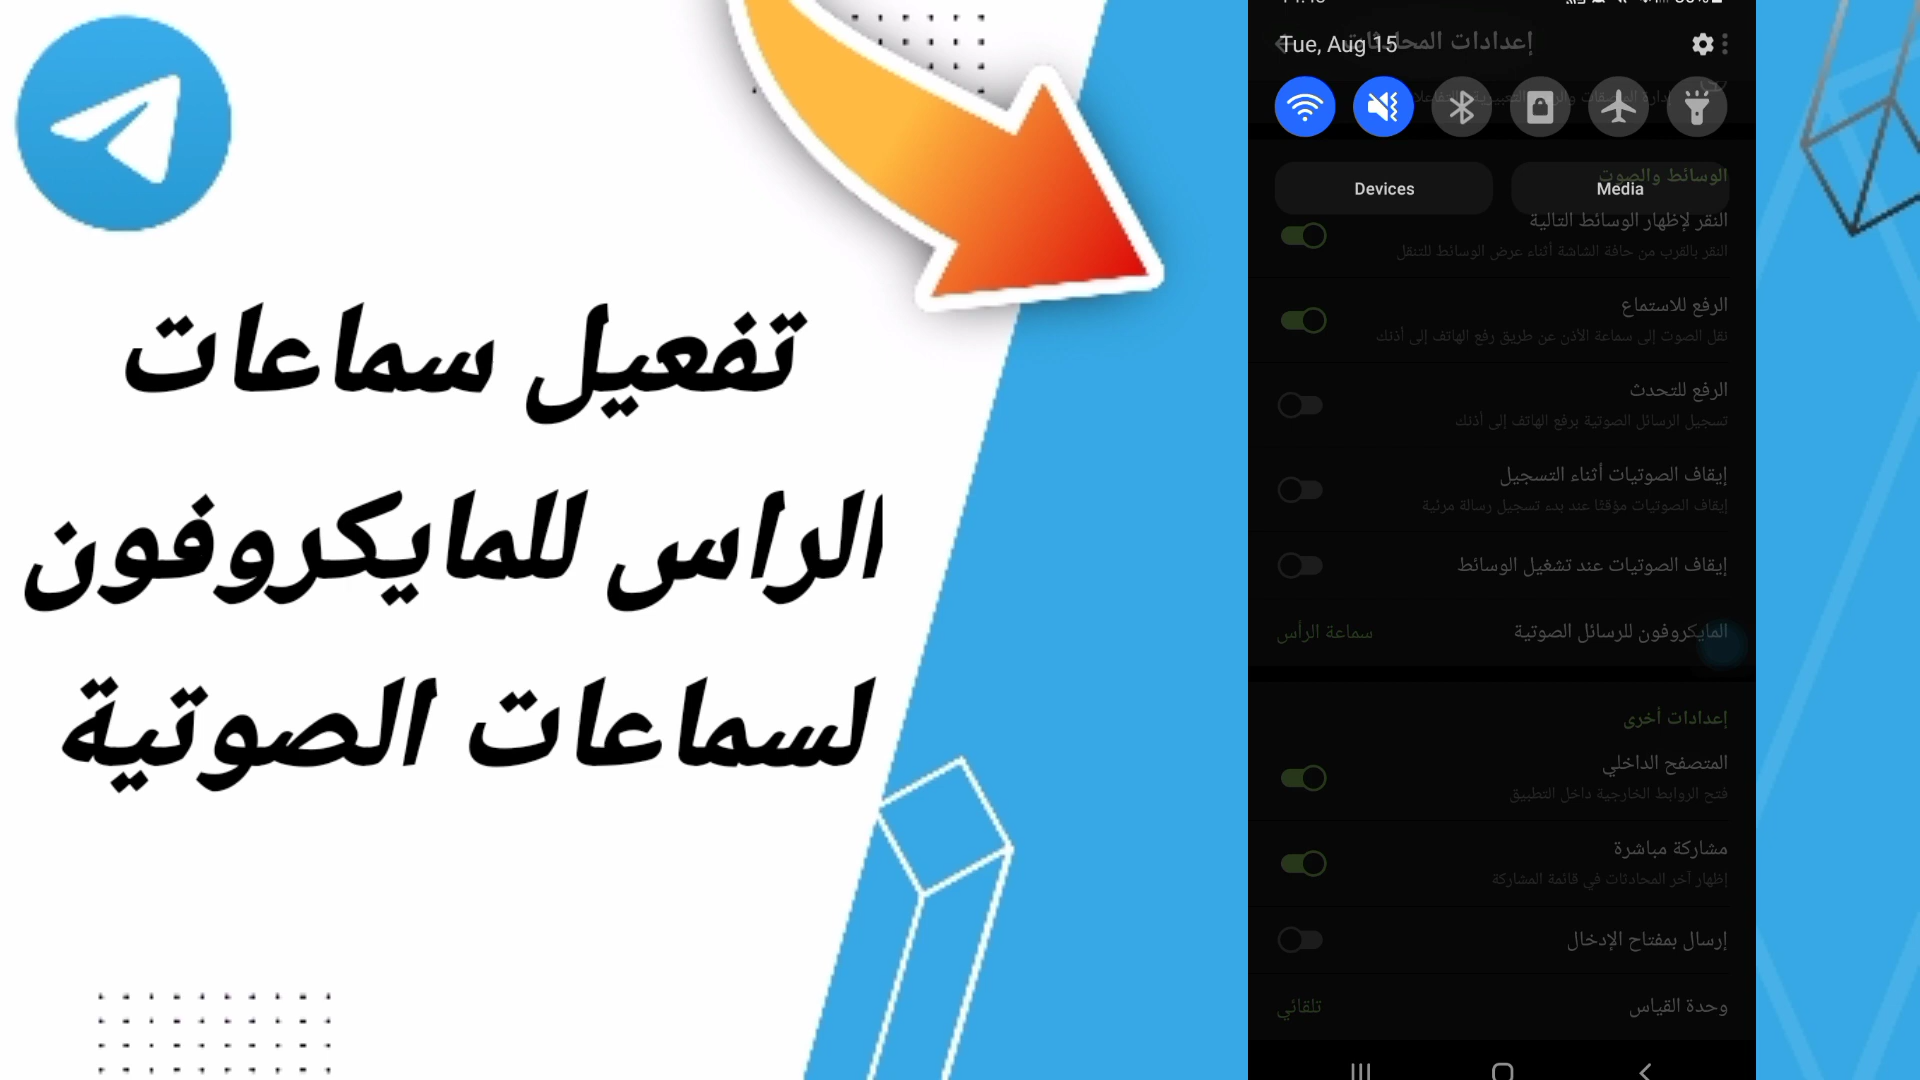 تفعيل سماعات
الراس للمايكروفون
لسماعات الصوتية
Tue, Aug 15
إعدادات المحادثات
Devices
Media
الوسائط والصوت
النقر لإظهار الوسائط التالية
النقر بالقرب من حافة الشاشة أثناء عرض الوسائط للتنقل
الرفع للاستماع
نقل الصوت إلى سماعة الأذن عن طريق رفع الهاتف إلى أذنك
الرفع للتحدث
تسجيل الرسائل الصوتية برفع الهاتف إلى أذنك
إيقاف الصوتيات أثناء التسجيل
إيقاف الصوتيات مؤقتًا عند بدء تسجيل رسالة مرئية
إيقاف الصوتيات عند تشغيل الوسائط
المايكروفون للرسائل الصوتية
سماعة الرأس
إعدادات أخرى
المتصفح الداخلي
فتح الروابط الخارجية داخل التطبيق
مشاركة مباشرة
إظهار آخر المحادثات في قائمة المشاركة
إرسال بمفتاح الإدخال
وحدة القياس
تلقائي